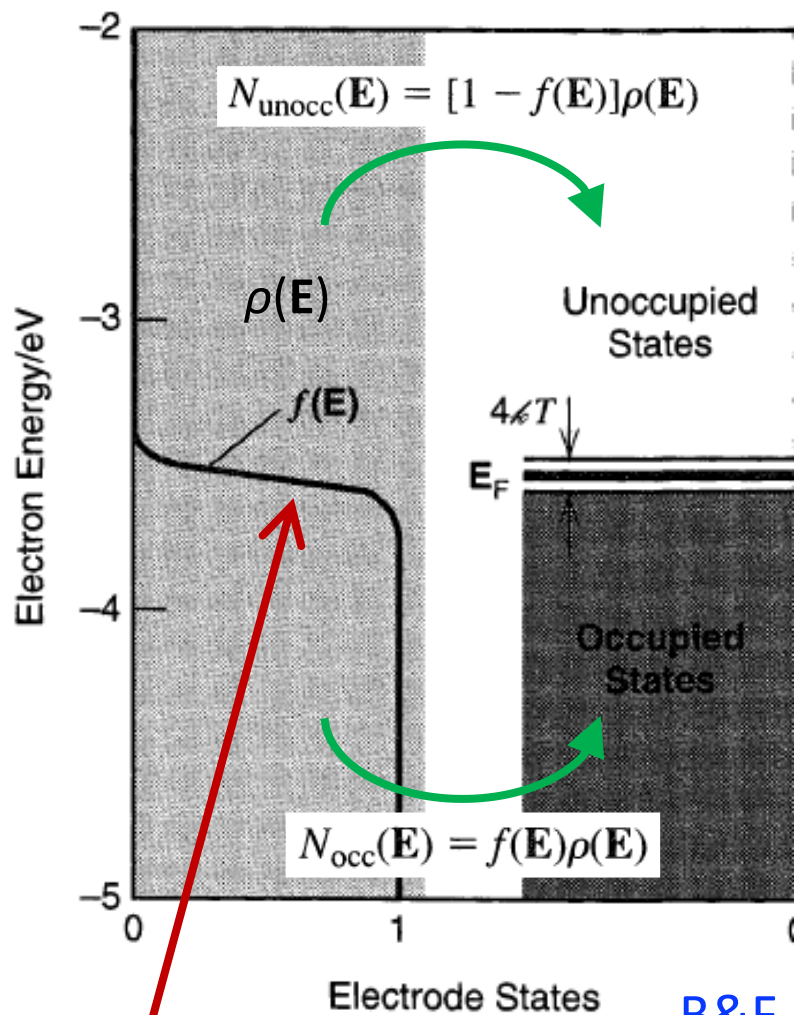 −2
N_unocc(E) = [1 − f(E)]ρ(E)
ρ(E)
Unoccupied
States
−3
f(E)
4𝓀T
E_F
Electron Energy/eV
−4
Occupied
States
N_occ(E) = f(E)ρ(E)
−5
0
1
Electrode States